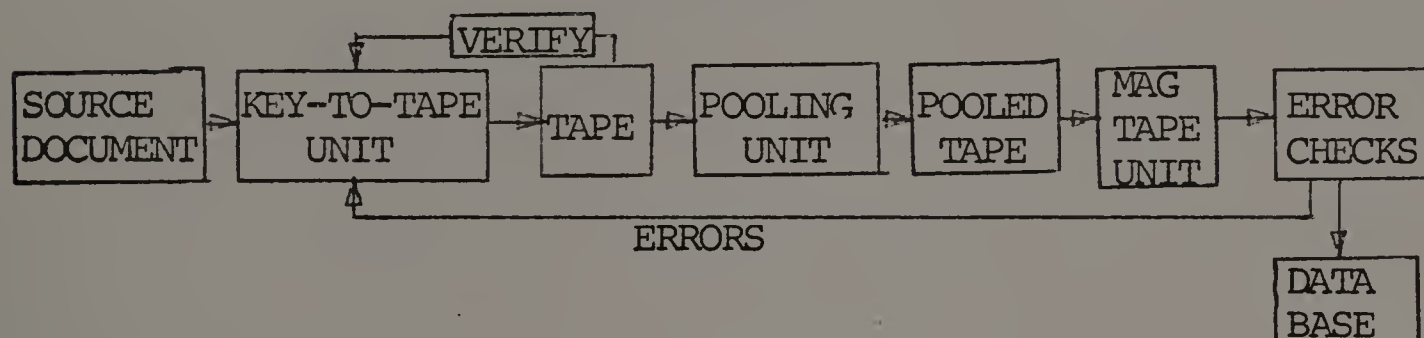 VERIFY
SOURCE
DOCUMENT
KEY-TO-TAPE
UNIT
TAPE
POOLING
UNIT
POOLED
TAPE
MAG
TAPE
UNIT
ERROR
CHECKS
ERRORS
DATA
BASE